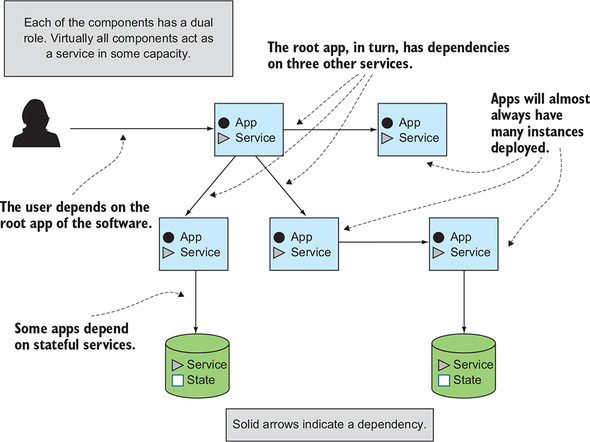 Each of the components has a dual
role. Virtually all components act as
a service in some capacity.
The root app, in turn, has dependencies
on three other services.
Apps will almost
always have
many instances
deployed.
App
Service
App
Service
The user depends on the
root app of the software.
App
Service
App
Service
App
Service
Some apps depend
on stateful services.
Service
State
Service
State
Solid arrows indicate a dependency.